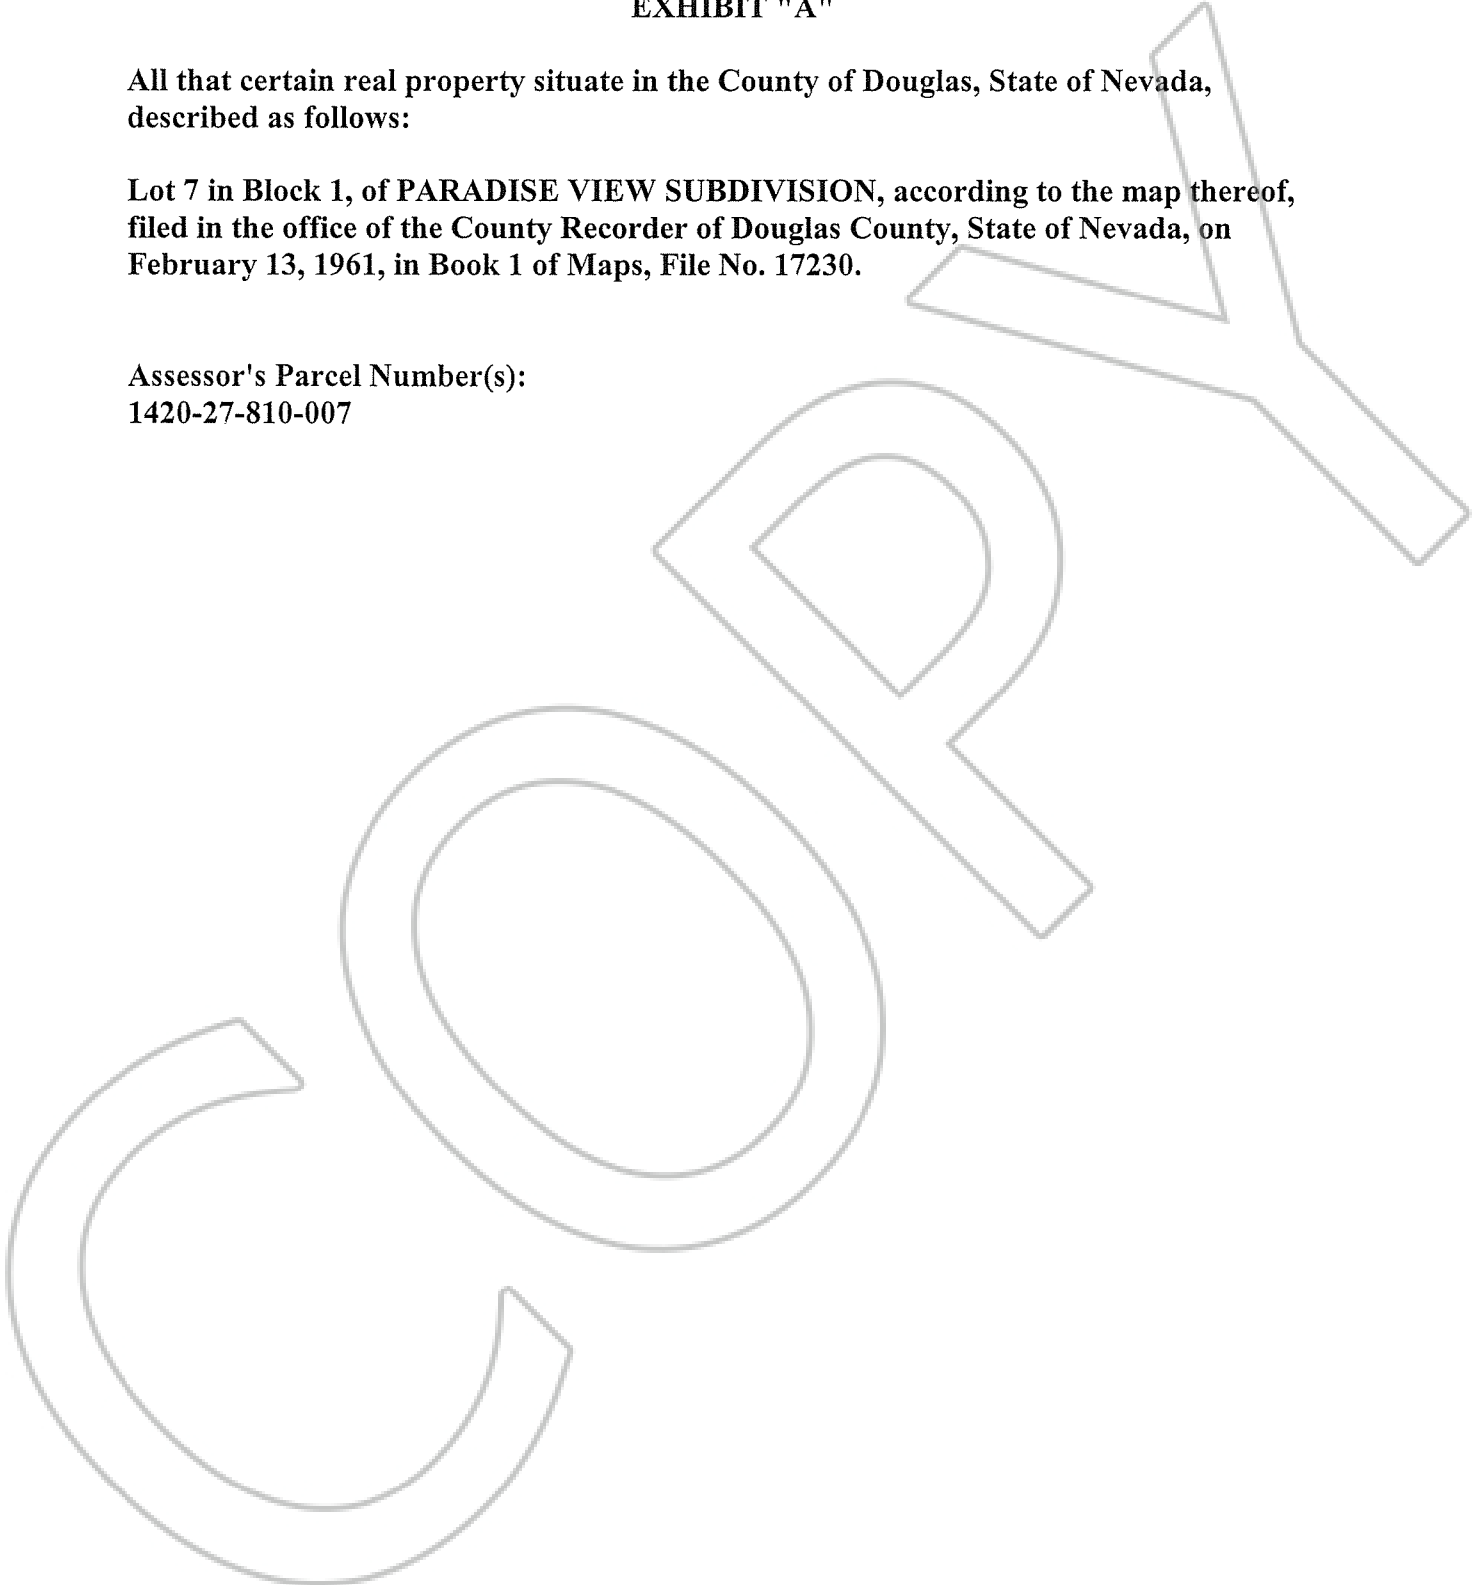 EXHIBIT "A"
All that certain real property situate in the County of Douglas, State of Nevada,
described as follows:
Lot 7 in Block 1, of PARADISE VIEW SUBDIVISION, according to the map thereof,
filed in the office of the County Recorder of Douglas County, State of Nevada, on
February 13, 1961, in Book 1 of Maps, File No. 17230.
Assessor's Parcel Number(s):
1420-27-810-007
COPY